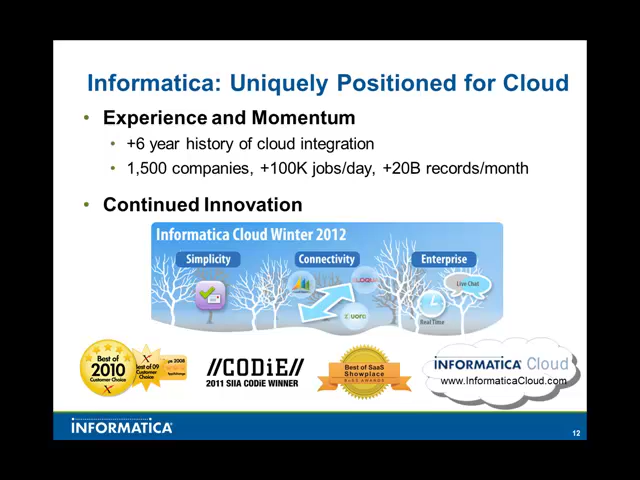 Informatica: Uniquely Positioned for Cloud
• Experience and Momentum
• +6 year history of cloud integration
• 1,500 companies, +100K jobs/day, +20B records/month
• Continued Innovation
Informatica Cloud Winter 2012
Simplicity
Connectivity
Enterprise
Live Chat
Real Time
Best of
2010
Customer Choice
Best of 09
Customer
Choice
2008
//CODiE//
2011 SIIA CODiE WINNER
Best of SaaS
Showplace
INFORMATICA Cloud
www.InformaticaCloud.com
INFORMATICA
12